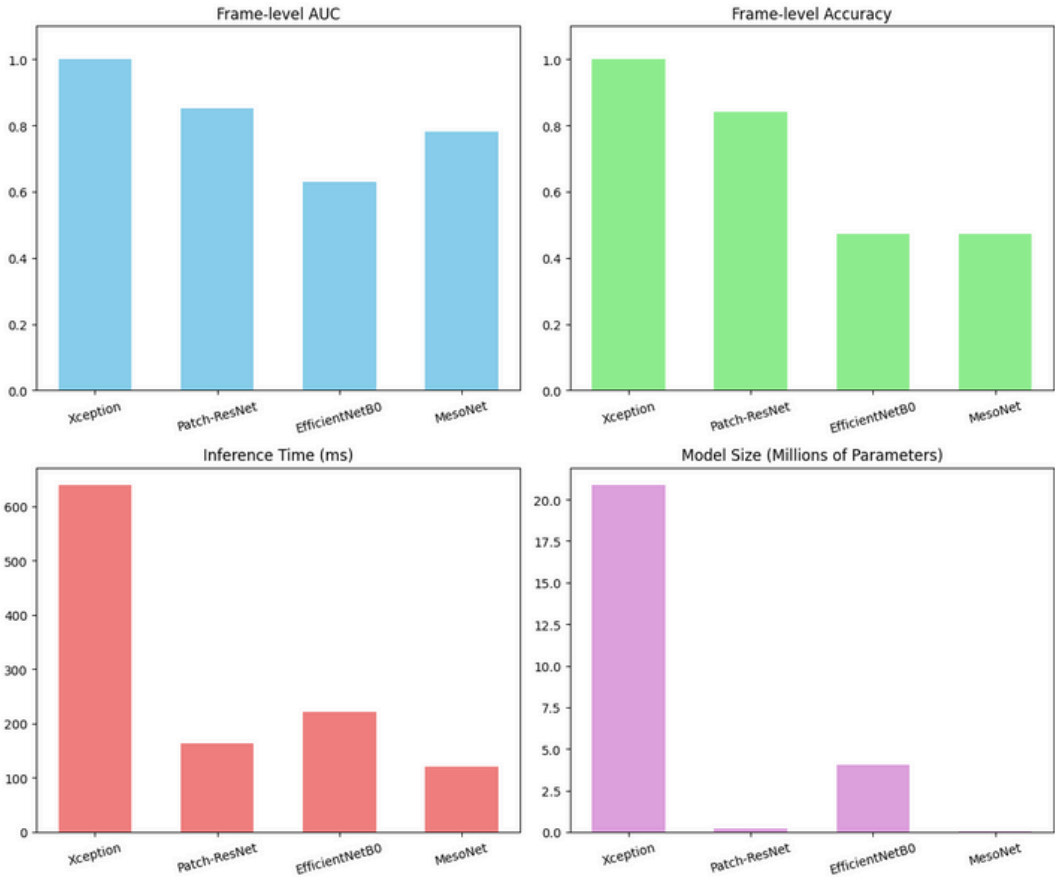 Frame-level AUC
1.0
0.8
0.6
0.4
0.2
0.0
Xception
Patch-ResNet
EfficientNetB0
MesoNet
Frame-level Accuracy
1.0
0.8
0.6
0.4
0.2
0.0
Xception
Patch-ResNet
EfficientNetB0
MesoNet
Inference Time (ms)
600
500
400
300
200
100
0
Xception
Patch-ResNet
EfficientNetB0
MesoNet
Model Size (Millions of Parameters)
20.0
17.5
15.0
12.5
10.0
7.5
5.0
2.5
0.0
Xception
Patch-ResNet
EfficientNetB0
MesoNet